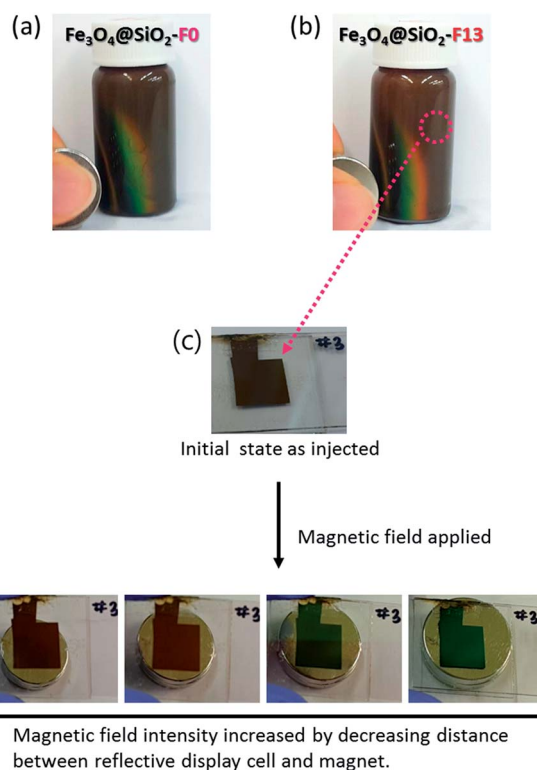 (a)
Fe₃O₄@SiO₂-F0
(b)
Fe₃O₄@SiO₂-F13
(c)
#3
Initial state as injected
Magnetic field applied
#3
#3
#3
#3
Magnetic field intensity increased by decreasing distance
between reflective display cell and magnet.